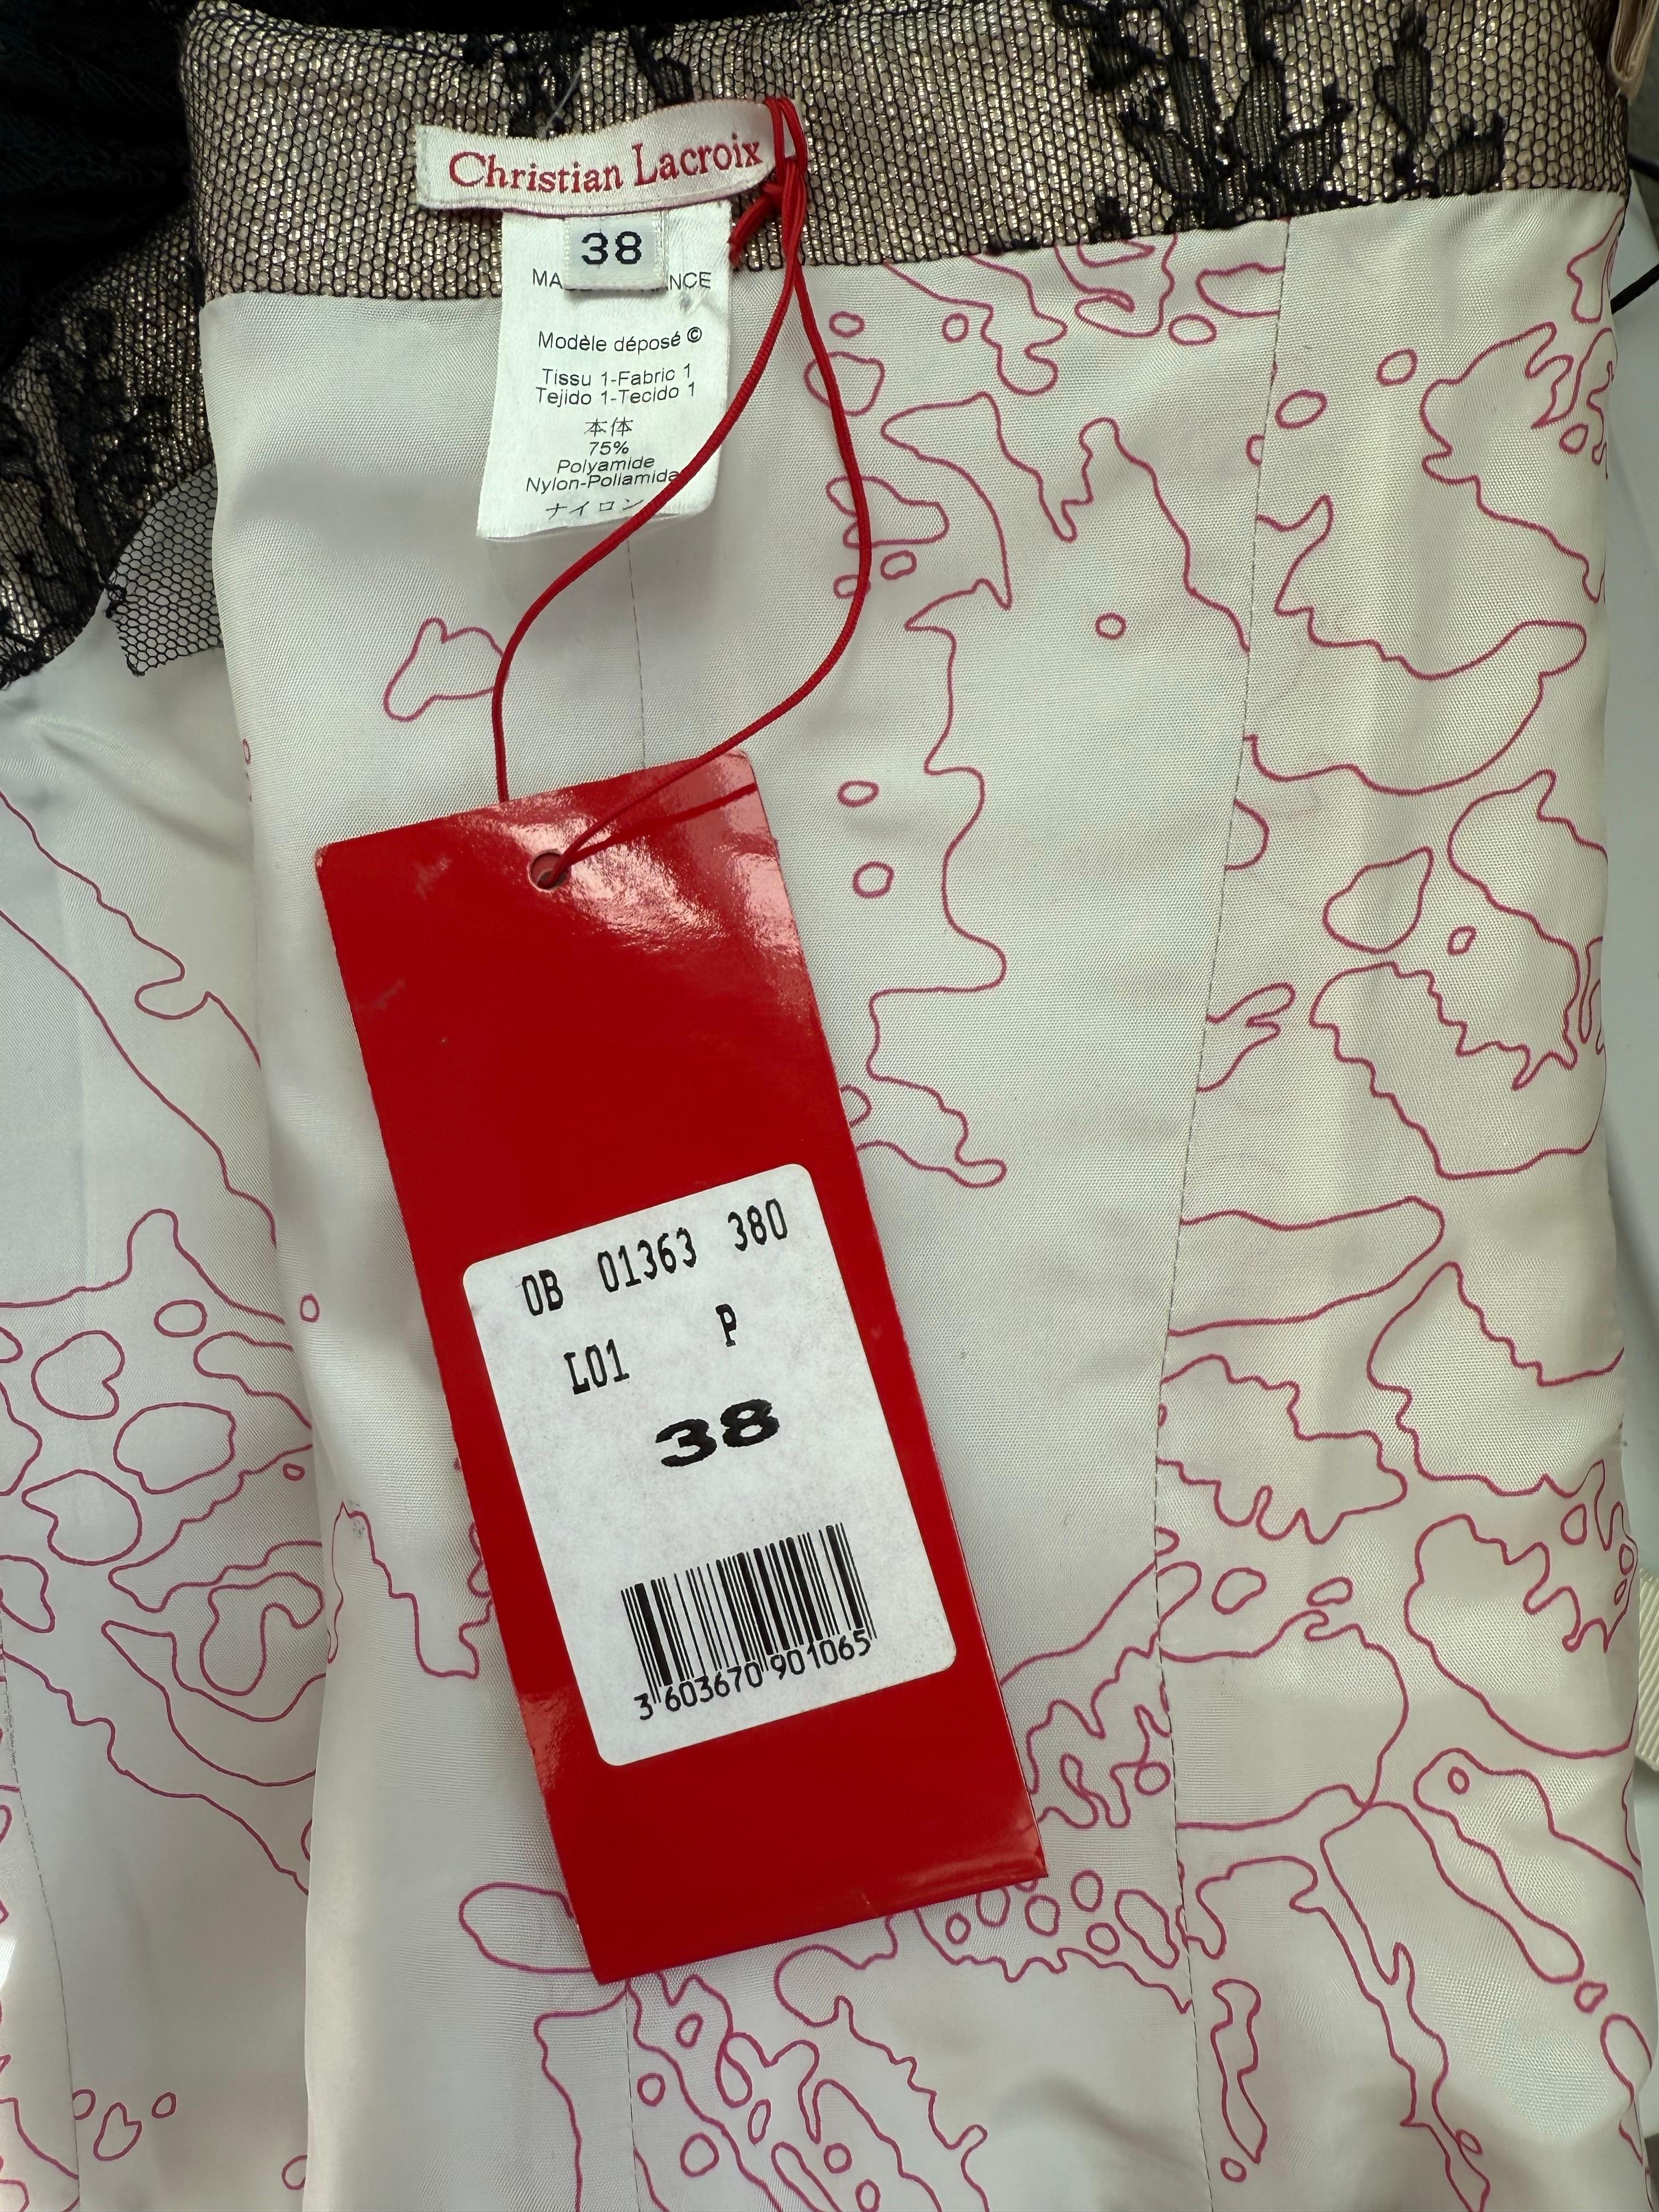 Christian Lacroix
38
MA NCE
Modèle déposé ©
Tissu 1-Fabric 1
Tejido 1-Tecido 1
本体
75%
Polyamide
Nylon-Poliamida
ナイロン
0B 01363 380
L01 P
38
3 603670 901065